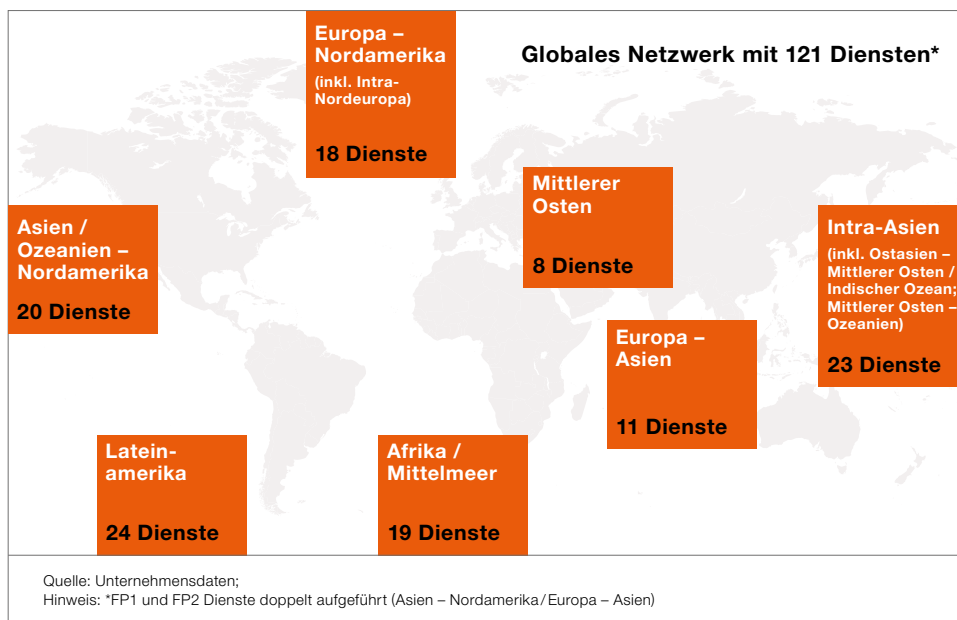 Globales Netzwerk mit 121 Diensten*
Europa –
Nordamerika
(inkl. Intra-
Nordeuropa)
18 Dienste
Mittlerer
Osten
8 Dienste
Asien /
Ozeanien –
Nordamerika
20 Dienste
Intra-Asien
(inkl. Ostasien –
Mittlerer Osten /
Indischer Ozean;
Mittlerer Osten –
Ozeanien)
23 Dienste
Europa –
Asien
11 Dienste
Latein-
amerika
24 Dienste
Afrika /
Mittelmeer
19 Dienste
Quelle: Unternehmensdaten;
Hinweis: *FP1 und FP2 Dienste doppelt aufgeführt (Asien – Nordamerika/Europa – Asien)